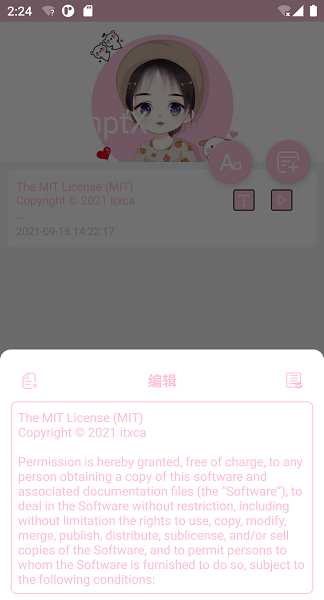 2:24
nptx
Aa
The MIT License (MIT)
Copyright © 2021 itxca
...
2021-09-15 14:22:17
T
编辑
The MIT License (MIT)
Copyright © 2021 itxca
Permission is hereby granted, free of charge, to any
person obtaining a copy of this software and
associated documentation files (the “Software”), to
deal in the Software without restriction, including
without limitation the rights to use, copy, modify,
merge, publish, distribute, sublicense, and/or sell
copies of the Software, and to permit persons to
whom the Software is furnished to do so, subject to
the following conditions: